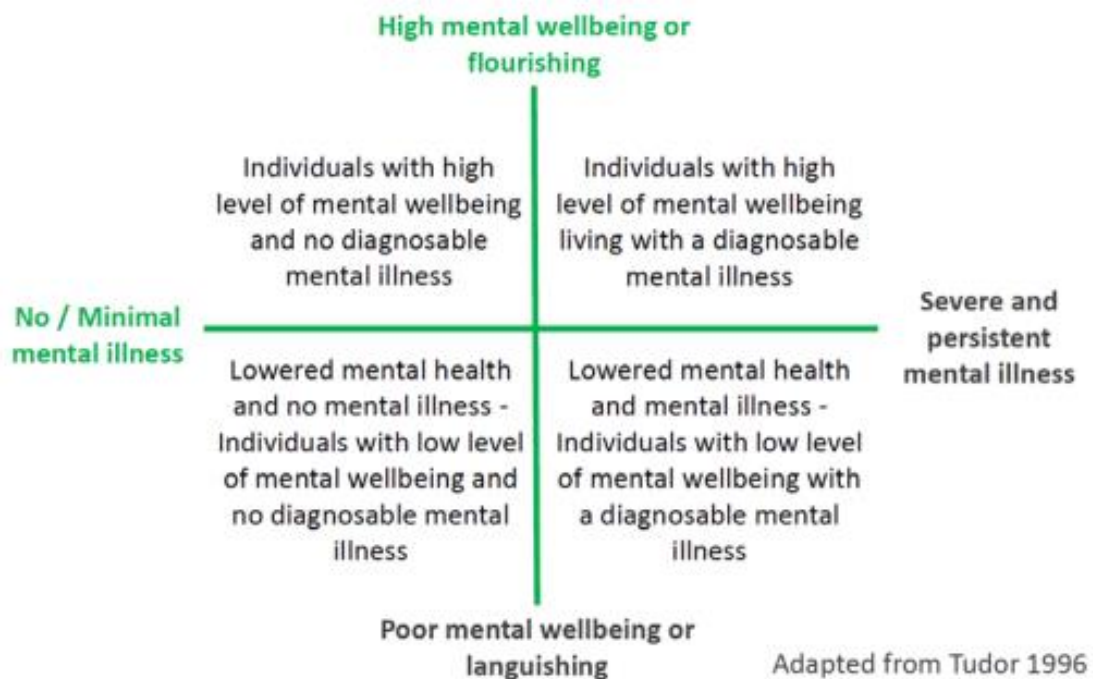 High mental wellbeing or
flourishing
Individuals with high
level of mental wellbeing
and no diagnosable
mental illness
Individuals with high
level of mental wellbeing
living with a diagnosable
mental illness
No / Minimal
mental illness
Severe and
persistent
mental illness
Lowered mental health
and no mental illness -
Individuals with low level
of mental wellbeing and
no diagnosable mental
illness
Lowered mental health
and mental illness -
Individuals with low level
of mental wellbeing with
a diagnosable mental
illness
Poor mental wellbeing or
languishing
Adapted from Tudor 1996